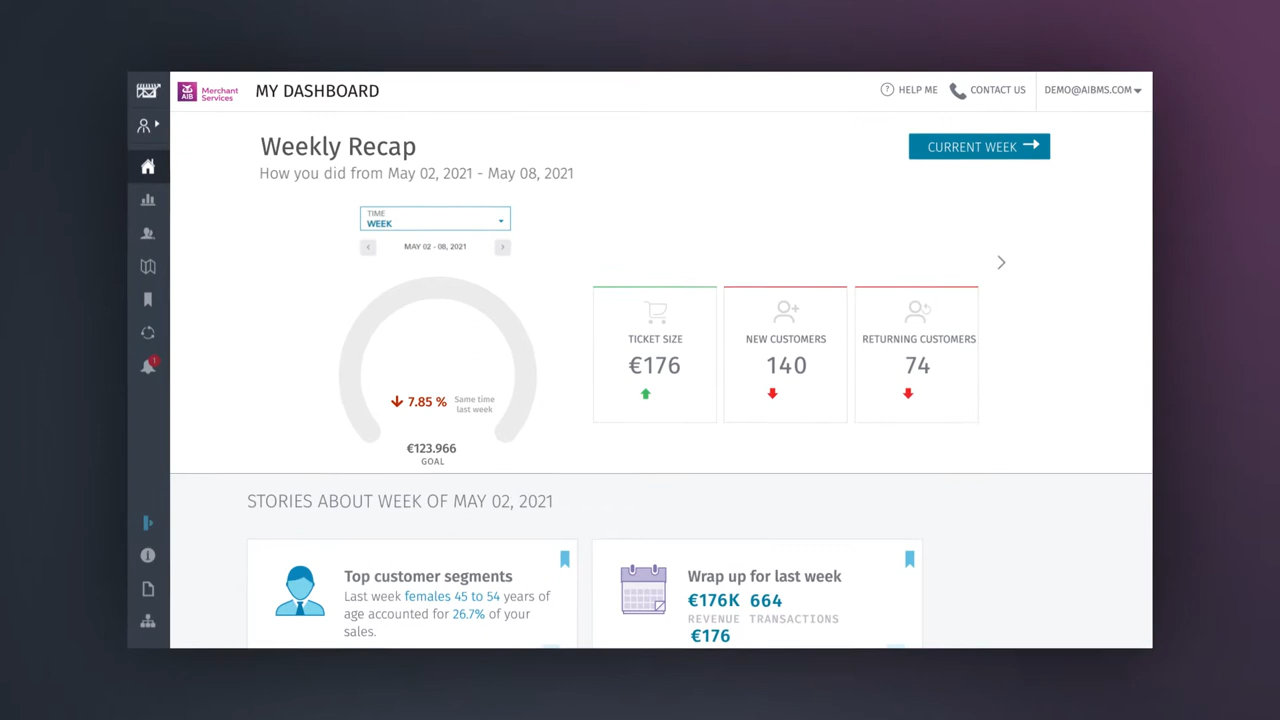 AIB
Merchant
Services
MY DASHBOARD
? HELP ME
CONTACT US
DEMO@AIBMS.COM
Weekly Recap
How you did from May 02, 2021 - May 08, 2021
CURRENT WEEK
TIME
WEEK
MAY 02 - 08, 2021
TICKET SIZE
€176
NEW CUSTOMERS
140
RETURNING CUSTOMERS
74
7.85 %
Same time
last week
€123.966
GOAL
1
STORIES ABOUT WEEK OF MAY 02, 2021
Top customer segments
Last week females 45 to 54 years of
age accounted for 26.7% of your
sales.
Wrap up for last week
€176K 664
REVENUE TRANSACTIONS
€176